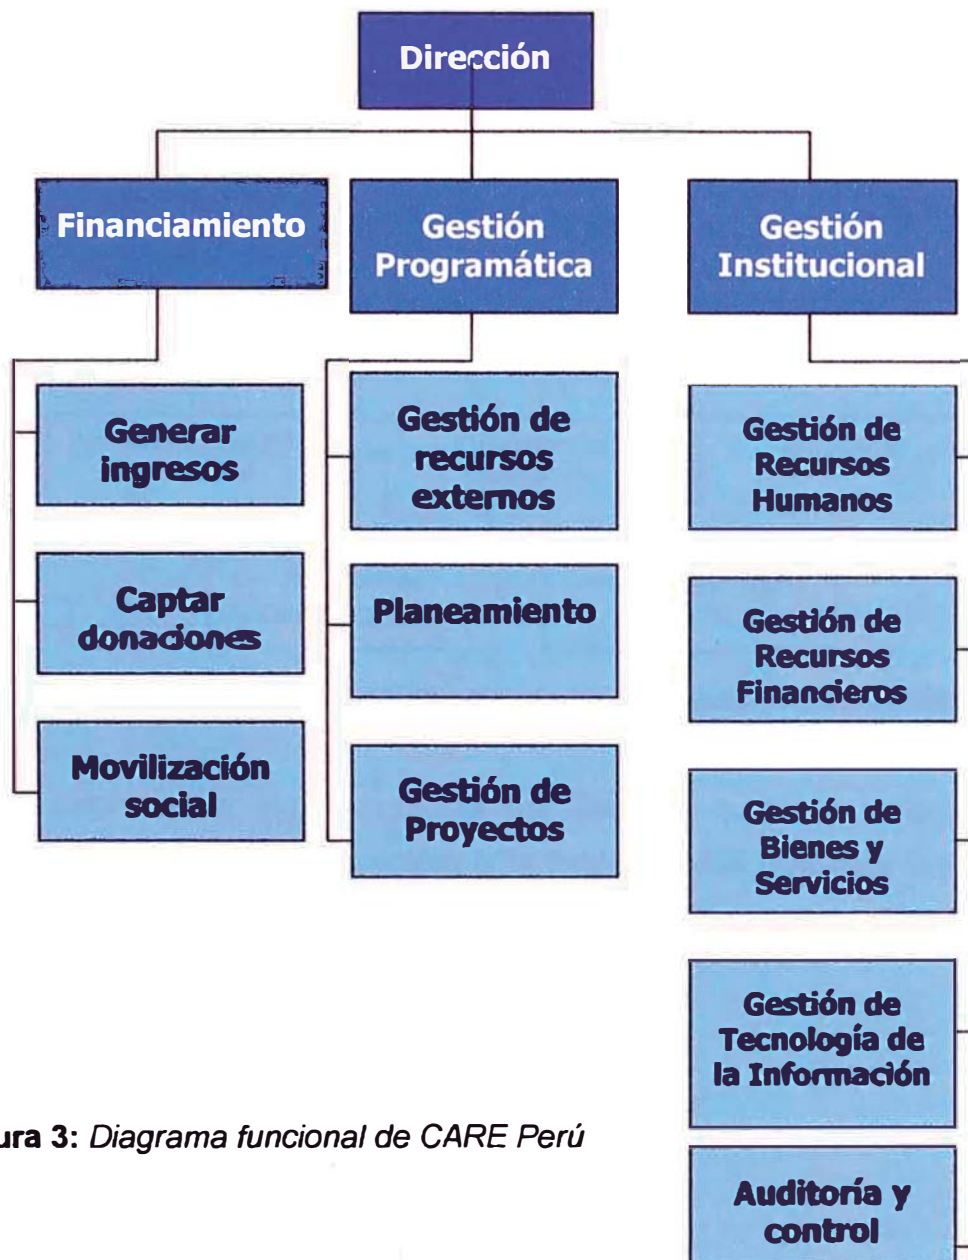 Dirección
Financiamiento
Gestión
Programática
Gestión
Institucional
Generar
ingresos
Captar
donaciones
Movilización
social
Gestión de
recursos
externos
Planeamiento
Gestión de
Proyectos
Gestión de
Recursos
Humanos
Gestión de
Recursos
Financieros
Gestión de
Bienes y
Servicios
Gestión de
Tecnología de
la Información
Auditoría y
control
ura 3: Diagrama funcional de CARE Perú